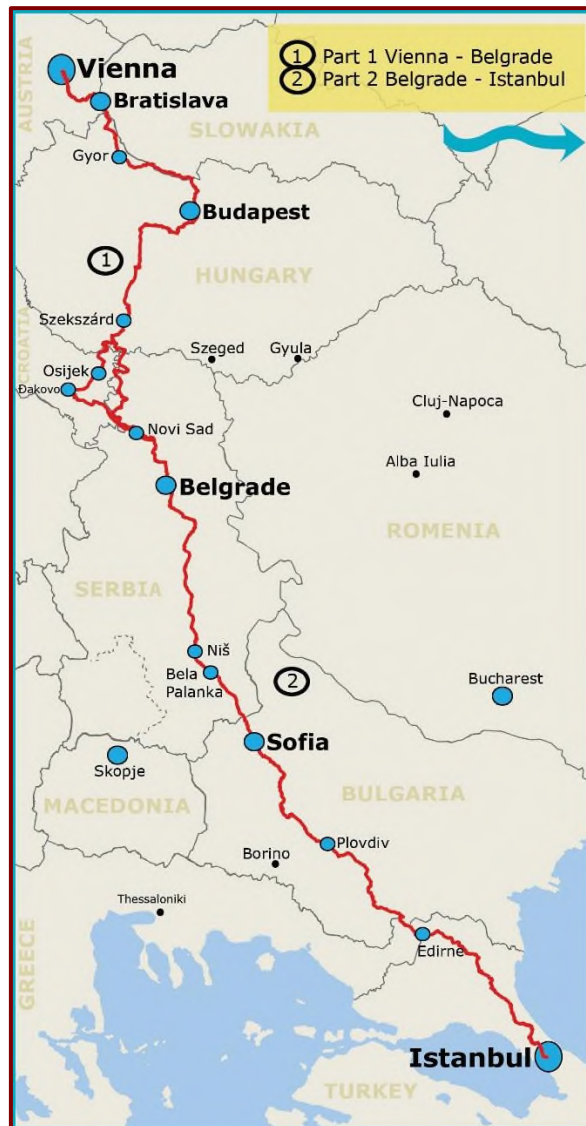 1 Part 1 Vienna - Belgrade
2 Part 2 Belgrade - Istanbul
AUSTRIA
Vienna
Bratislava
SLOVAKIA
Gyor
Budapest
1
HUNGARY
Szekszárd
CROATIA
Szeged
Gyula
Osijek
Đakovo
Cluj-Napoca
Novi Sad
Alba Iulia
Belgrade
ROMENIA
SERBIA
Niš
Bela
Palanka
2
Bucharest
Sofia
Skopje
MACEDONIA
BULGARIA
Plovdiv
Borino
Thessaloniki
GREECE
Edirne
Istanbul
TURKEY